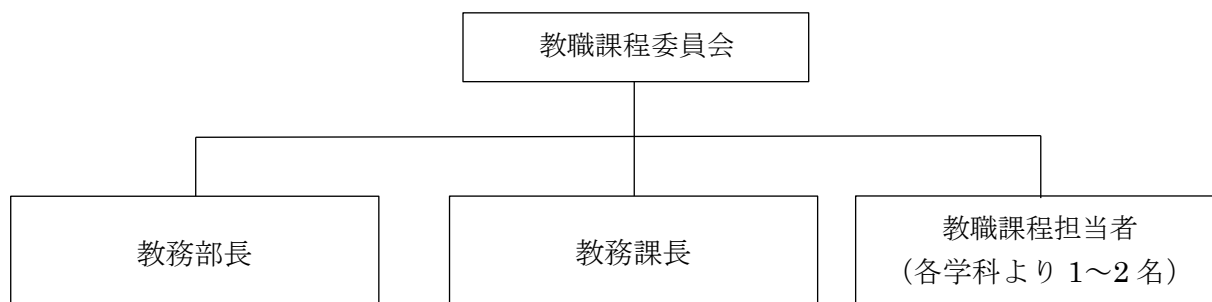 教職課程委員会
教務部長
教務課長
教職課程担当者
（各学科より 1～2 名）